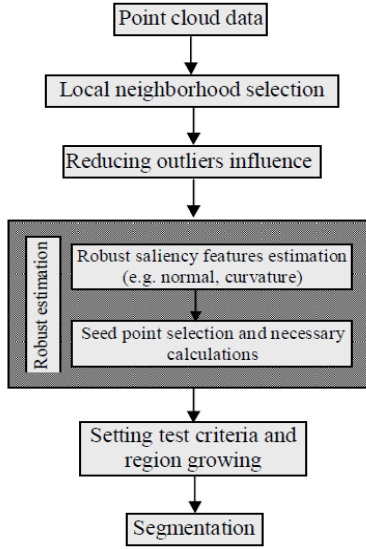 Point cloud data
Local neighborhood selection
Reducing outliers influence
Robust estimation
Robust saliency features estimation
(e.g. normal, curvature)
Seed point selection and necessary
calculations
Setting test criteria and
region growing
Segmentation